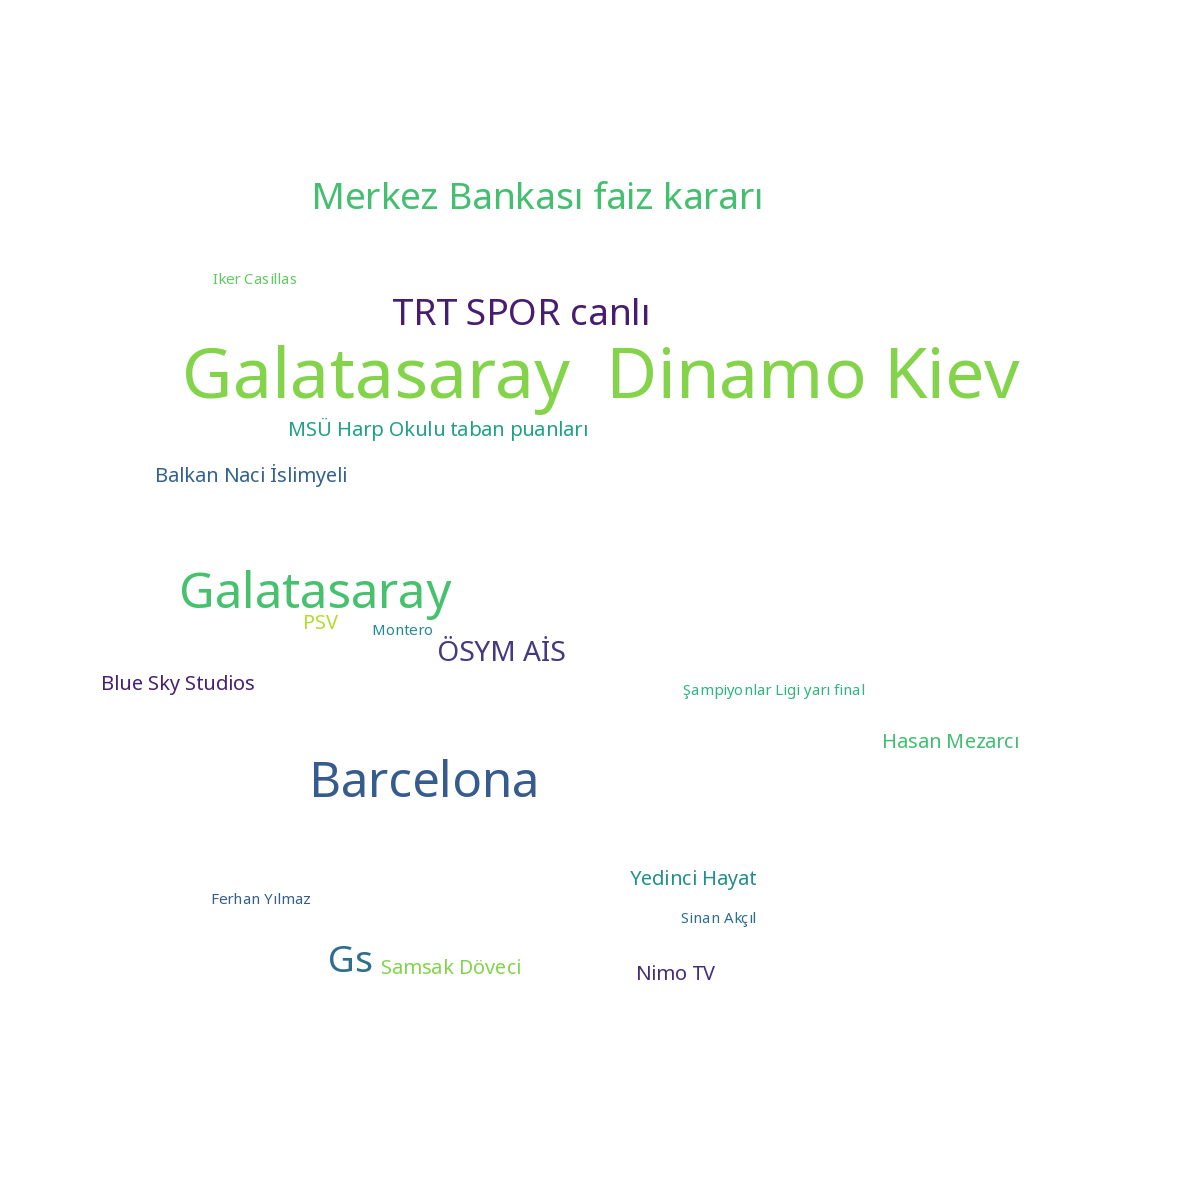 Merkez Bankası faiz kararı
Iker Casillas
TRT SPOR canlı
Galatasaray  Dinamo Kiev
MSÜ Harp Okulu taban puanları
Balkan Naci İslimyeli
Galatasaray
PSV
Montero
ÖSYM AİS
Blue Sky Studios
Şampiyonlar Ligi yarı final
Hasan Mezarcı
Barcelona
Yedinci Hayat
Ferhan Yılmaz
Sinan Akçıl
Gs
Samsak Döveci
Nimo TV